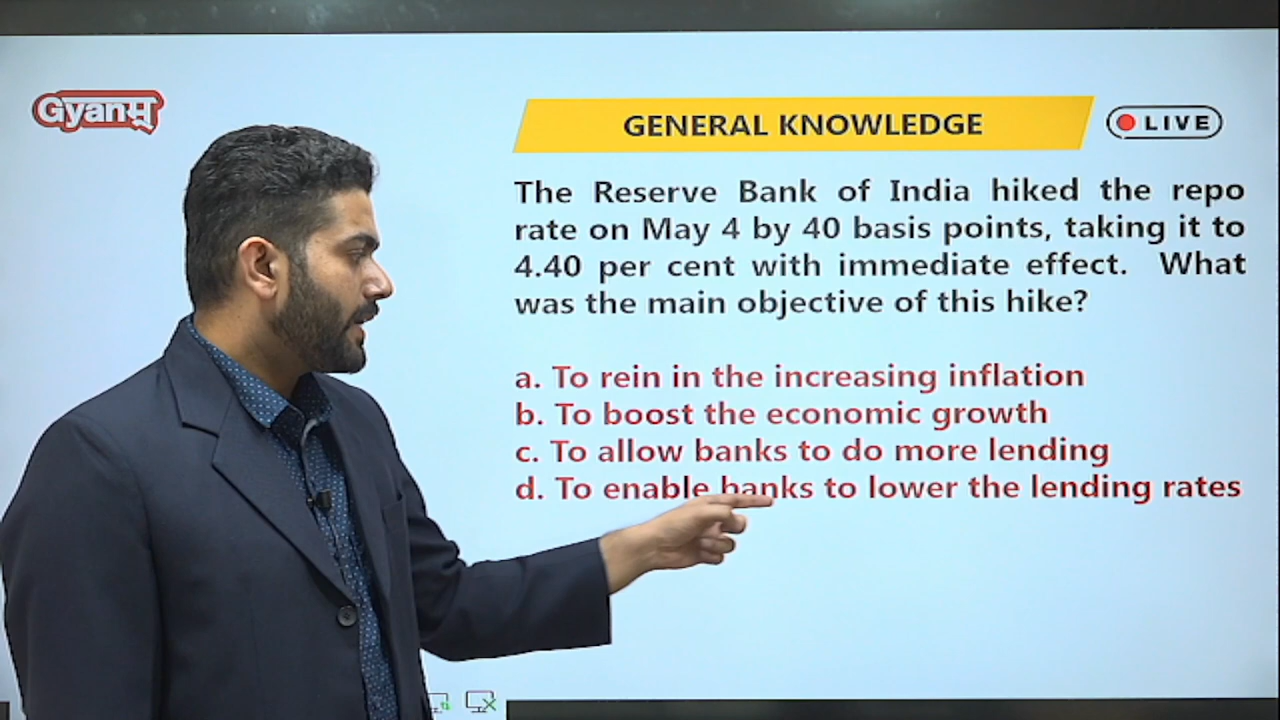 Gyanम्
GENERAL KNOWLEDGE
LIVE
The Reserve Bank of India hiked the repo
rate on May 4 by 40 basis points, taking it to
4.40 per cent with immediate effect. What
was the main objective of this hike?
a. To rein in the increasing inflation
b. To boost the economic growth
c. To allow banks to do more lending
d. To enable banks to lower the lending rates